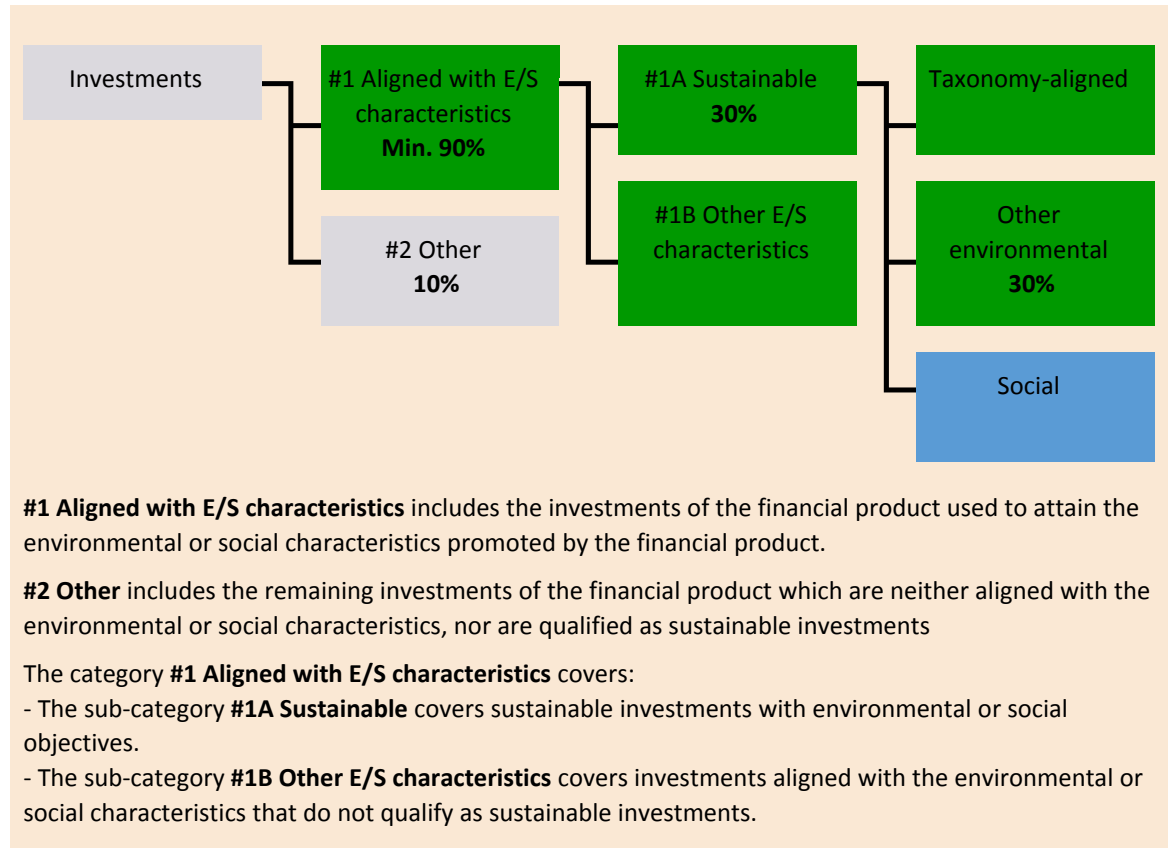 Investments
#1 Aligned with E/S
characteristics
Min. 90%
#2 Other
10%
#1A Sustainable
30%
#1B Other E/S
characteristics
Taxonomy-aligned
Other
environmental
30%
Social
#1 Aligned with E/S characteristics includes the investments of the financial product used to attain the
environmental or social characteristics promoted by the financial product.
#2 Other includes the remaining investments of the financial product which are neither aligned with the
environmental or social characteristics, nor are qualified as sustainable investments
The category #1 Aligned with E/S characteristics covers:
- The sub-category #1A Sustainable covers sustainable investments with environmental or social
objectives.
- The sub-category #1B Other E/S characteristics covers investments aligned with the environmental or
social characteristics that do not qualify as sustainable investments.